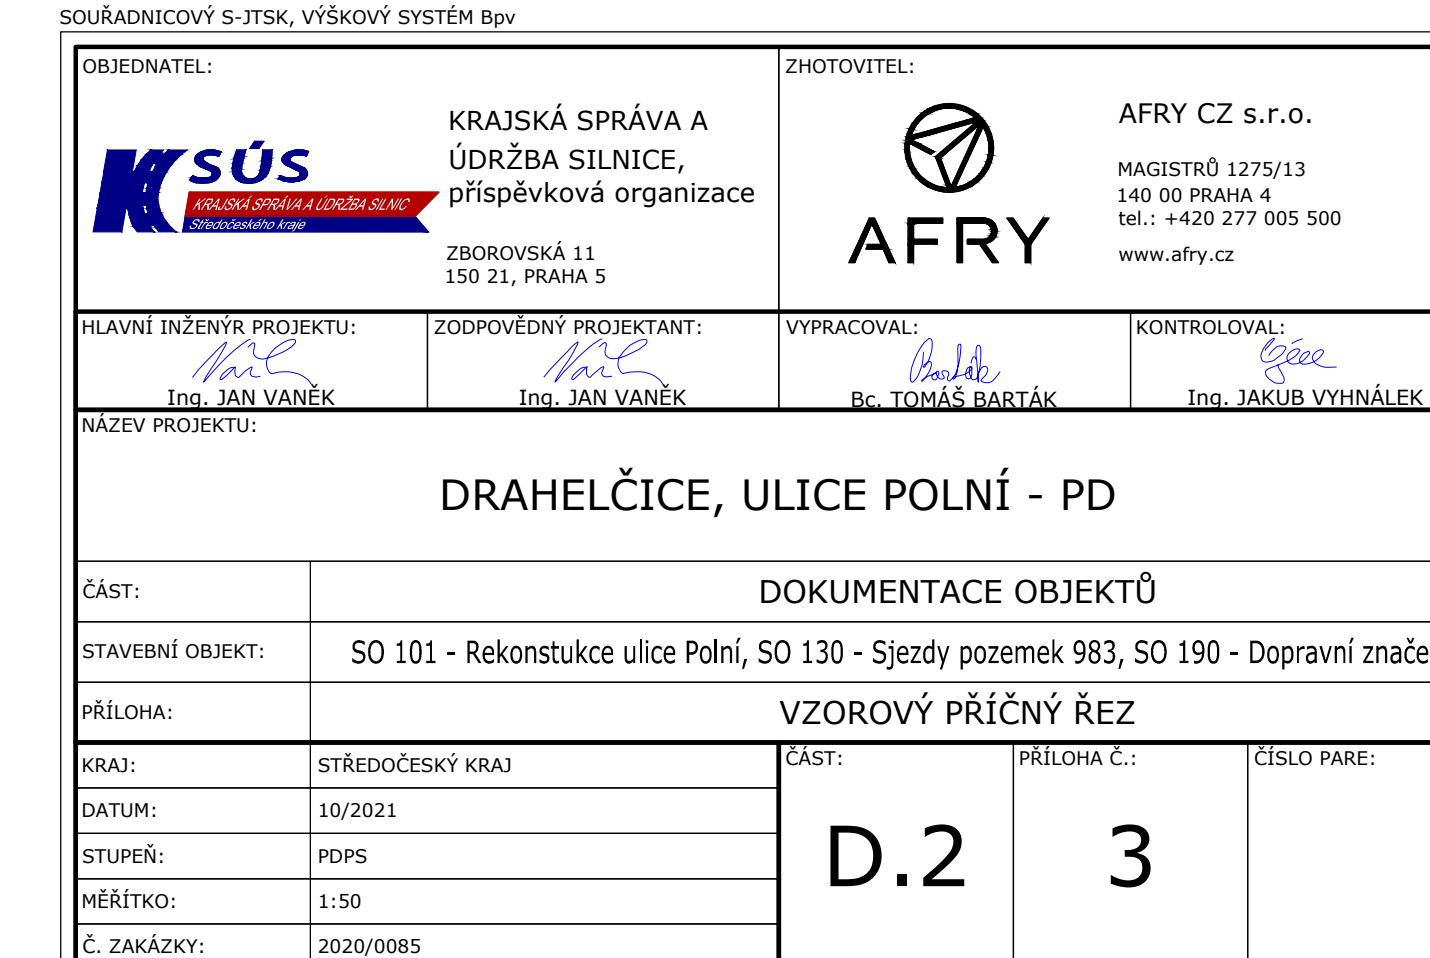 SOUŘADNICOVÝ S-JTSK, VÝŠKOVÝ SYSTÉM Bpv
OBJEDNATEL:
KSÚS
KRAJSKÁ SPRÁVA A ÚDRŽBA SILNIC
Středočeského kraje
KRAJSKÁ SPRÁVA A
ÚDRŽBA SILNICE,
příspěvková organizace
ZBOROVSKÁ 11
150 21, PRAHA 5
ZHOTOVITEL:
AFRY
AFRY CZ s.r.o.
MAGISTRŮ 1275/13
140 00 PRAHA 4
tel.: +420 277 005 500
www.afry.cz
HLAVNÍ INŽENÝR PROJEKTU:
Ing. JAN VANĚK
ZODPOVĚDNÝ PROJEKTANT:
Ing. JAN VANĚK
VYPRACOVAL:
Barták
Bc. TOMÁŠ BARTÁK
KONTROLOVAL:
Ing. JAKUB VYHNÁLEK
NÁZEV PROJEKTU:
DRAHELČICE, ULICE POLNÍ - PD
ČÁST:
DOKUMENTACE OBJEKTŮ
STAVEBNÍ OBJEKT:
SO 101 - Rekonstukce ulice Polní, SO 130 - Sjezdy pozemek 983, SO 190 - Dopravní znače
PŘÍLOHA:
VZOROVÝ PŘÍČNÝ ŘEZ
KRAJ:
STŘEDOČESKÝ KRAJ
DATUM:
10/2021
STUPEŇ:
PDPS
MĚŘÍTKO:
1:50
Č. ZAKÁZKY:
2020/0085
ČÁST:
D.2
PŘÍLOHA Č.:
3
ČÍSLO PARE: